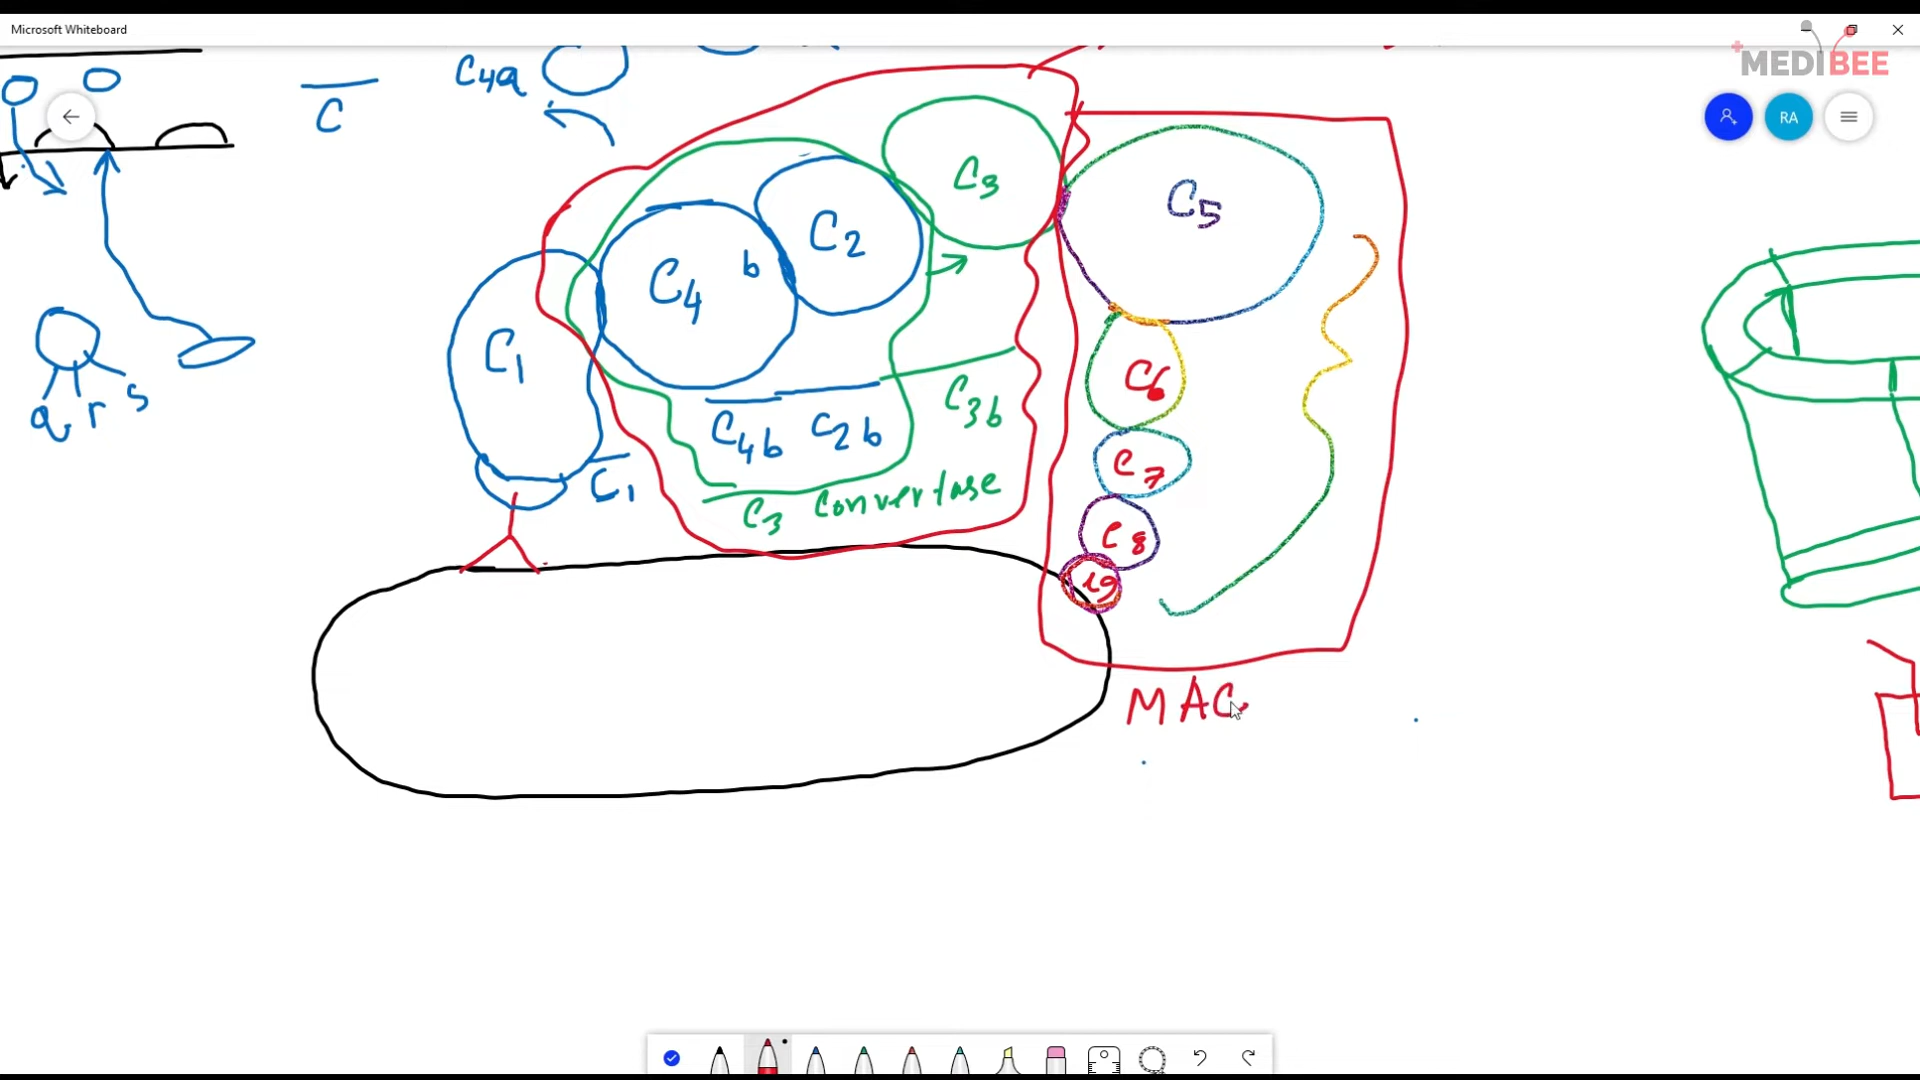 Microsoft Whiteboard
MEDIBEE
RA
C4a
C
C3
C5
C2
C4 b
C1
q r s
C6
C3b
C4b C2b
C7
C1
C3 Convertase
C8
C9
MAC